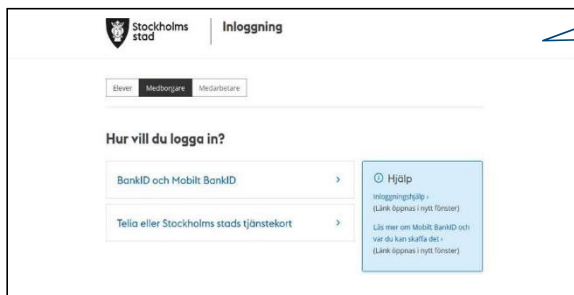 Stockholms
stad
Inloggning
Elever
Medborgare
Medarbetare
Hur vill du logga in?
BankID och Mobilt BankID
Telia eller Stockholms stads tjänstekort
Hjälp
Inloggningshjälp ›
(Länk öppnas i nytt fönster)
Läs mer om Mobilt BankID och
var du kan skaffa det ›
(Länk öppnas i nytt fönster)